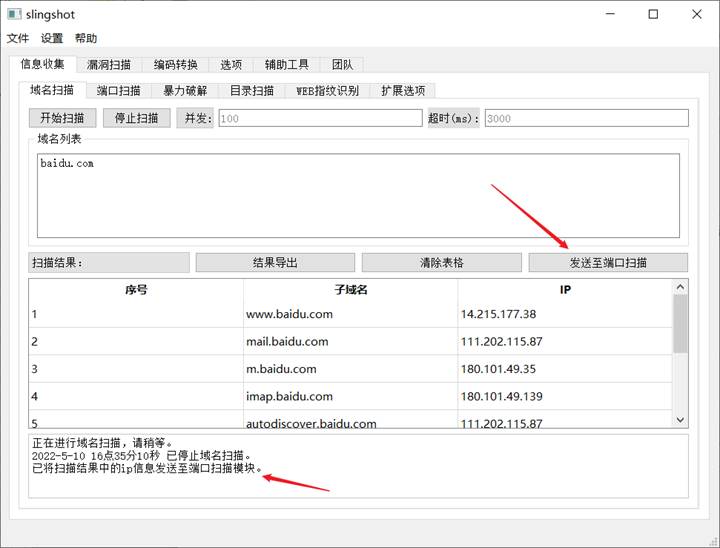 slingshot
文件 设置 帮助
信息收集 漏洞扫描 编码转换 选项 辅助工具 团队
域名扫描 端口扫描 暴力破解 目录扫描 WEB指纹识别 扩展选项
开始扫描 停止扫描 并发: 100 超时(ms): 3000
域名列表
baidu.com
扫描结果: 结果导出 清除表格 发送至端口扫描
序号 子域名 IP
1 www.baidu.com 14.215.177.38
2 mail.baidu.com 111.202.115.87
3 m.baidu.com 180.101.49.35
4 imap.baidu.com 180.101.49.139
5 autodiscover.baidu.com 111.202.115.87
正在进行域名扫描，请稍等。
2022-5-10 16点35分10秒 已停止域名扫描。
已将扫描结果中的ip信息发送至端口扫描模块。